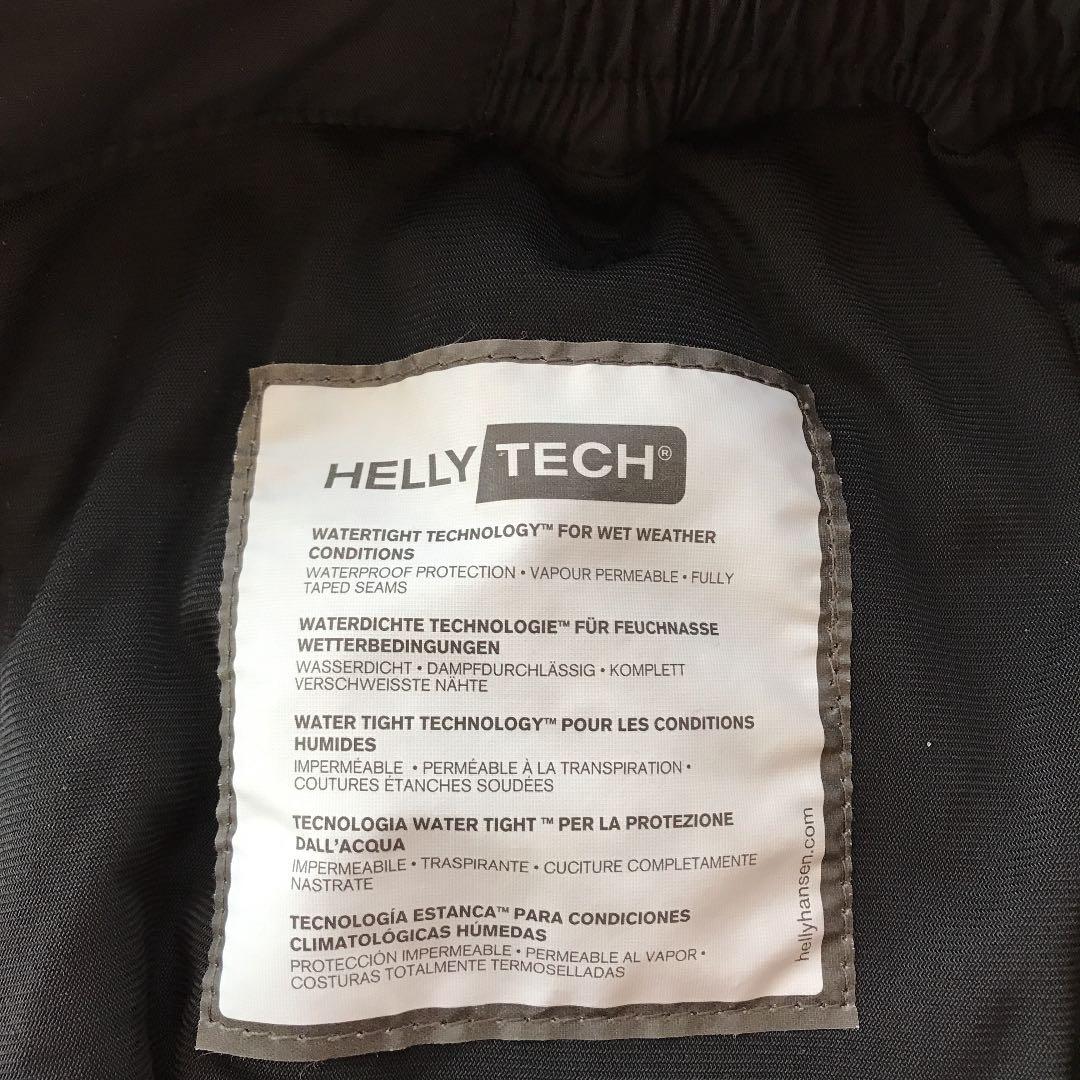 HELLY TECH®
WATERTIGHT TECHNOLOGY™ FOR WET WEATHER
CONDITIONS
WATERPROOF PROTECTION • VAPOUR PERMEABLE • FULLY
TAPED SEAMS
WATERDICHTE TECHNOLOGIE™ FÜR FEUCHNASSE
WETTERBEDINGUNGEN
WASSERDICHT • DAMPFDURCHLÄSSIG • KOMPLETT
VERSCHWEISSTE NÄHTE
WATER TIGHT TECHNOLOGY™ POUR LES CONDITIONS
HUMIDES
IMPERMÉABLE • PERMÉABLE À LA TRANSPIRATION •
COUTURES ÉTANCHES SOUDÉES
TECNOLOGIA WATER TIGHT ™ PER LA PROTEZIONE
DALL'ACQUA
IMPERMEABILE • TRASPIRANTE • CUCITURE COMPLETAMENTE
NASTRATE
TECNOLOGÍA ESTANCA™ PARA CONDICIONES
CLIMATOLÓGICAS HÚMEDAS
PROTECCIÓN IMPERMEABLE • PERMEABLE AL VAPOR •
COSTURAS TOTALMENTE TERMOSELLADAS
hellyhansen.com